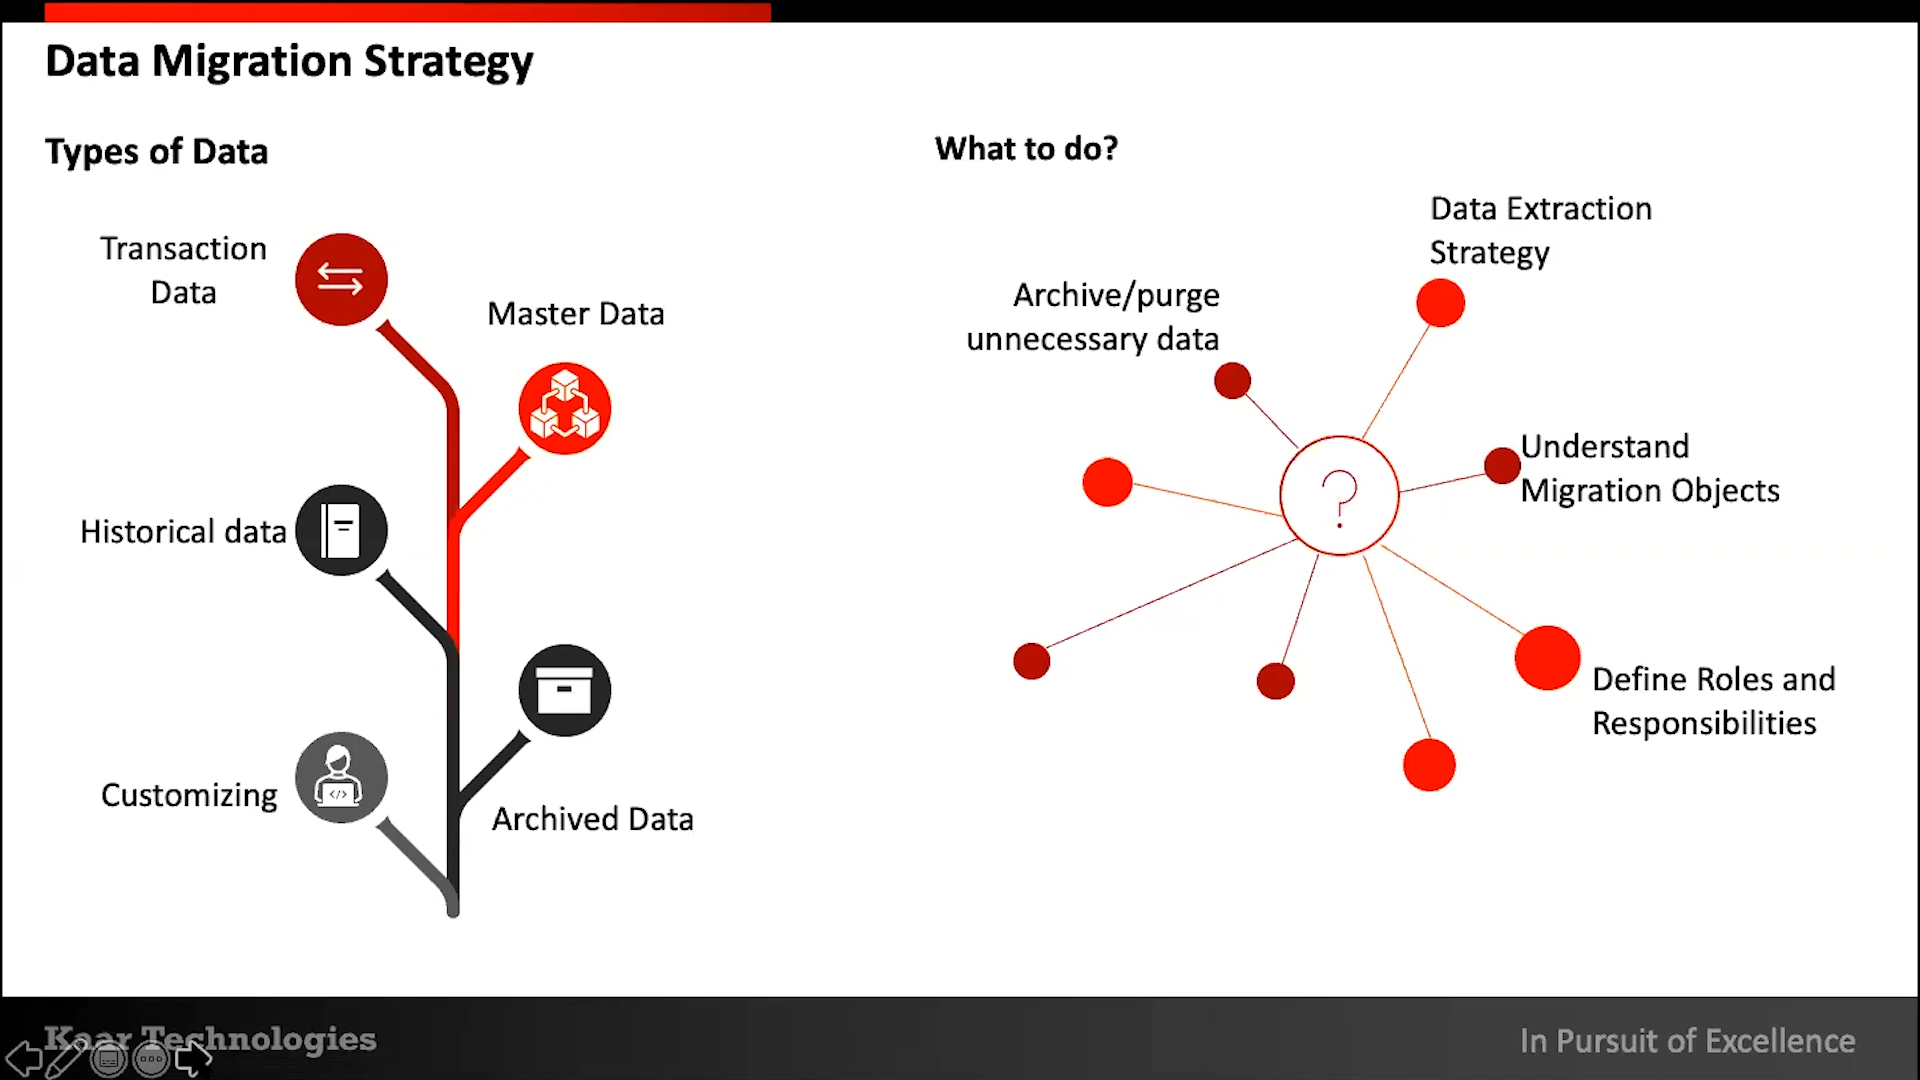 Data Migration Strategy
Types of Data
Transaction
Data
Master Data
Historical data
Customizing
Archived Data
What to do?
Data Extraction
Strategy
Archive/purge
unnecessary data
?
Understand
Migration Objects
Define Roles and
Responsibilities
Kaar Technologies
In Pursuit of Excellence